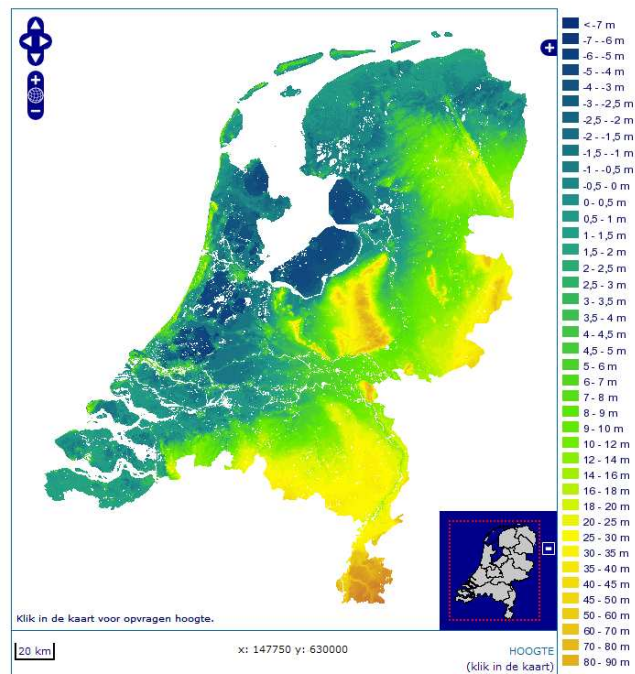 < -7 m
-7 - -6 m
-6 - -5 m
-5 - -4 m
-4 - -3 m
-3 - -2,5 m
-2,5 - -2 m
-2 - -1,5 m
-1,5 - -1 m
-1 - -0,5 m
-0,5 - 0 m
0 - 0,5 m
0,5 - 1 m
1 - 1,5 m
1,5 - 2 m
2 - 2,5 m
2,5 - 3 m
3 - 3,5 m
3,5 - 4 m
4 - 4,5 m
4,5 - 5 m
5 - 6 m
6 - 7 m
7 - 8 m
8 - 9 m
9 - 10 m
10 - 12 m
12 - 14 m
14 - 16 m
16 - 18 m
18 - 20 m
20 - 25 m
25 - 30 m
30 - 35 m
35 - 40 m
40 - 45 m
45 - 50 m
50 - 60 m
60 - 70 m
70 - 80 m
80 - 90 m
Klik in de kaart voor opvragen hoogte.
20 km
x: 147750 y: 630000
HOOGTE
(klik in de kaart)